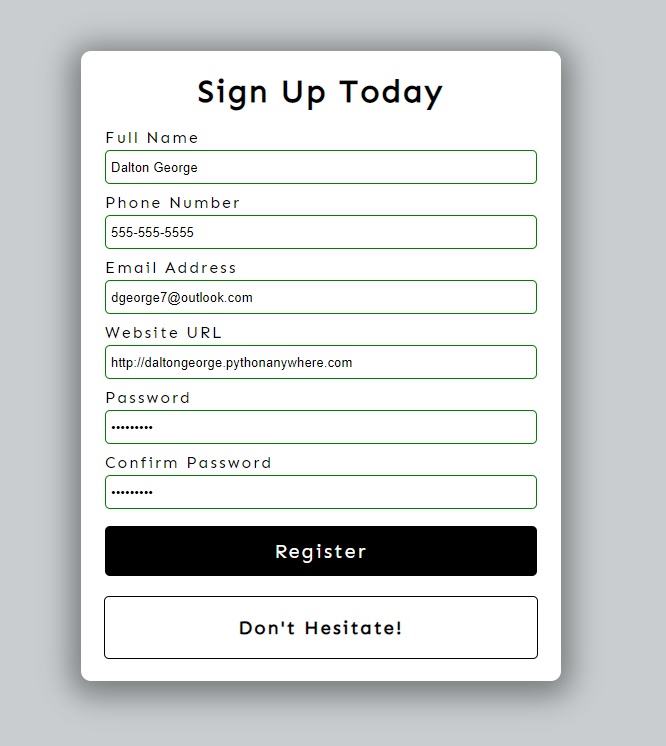 Sign Up Today
Full Name
Dalton George
Phone Number
555-555-5555
Email Address
dgeorge7@outlook.com
Website URL
http://daltongeorge.pythonanywhere.com
Password
•••••••••
Confirm Password
•••••••••
Register
Don't Hesitate!